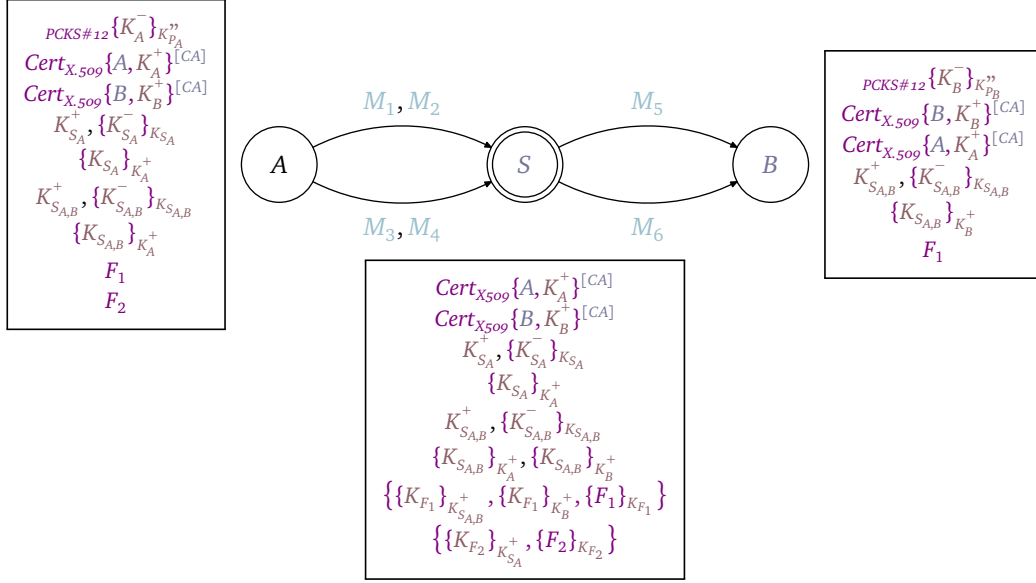 PCKS#12{K_A^−}_{K"_{P_A}}
Cert_{X.509}{A, K_A^+}^{[CA]}
Cert_{X.509}{B, K_B^+}^{[CA]}
K_{S_A}^+, {K_{S_A}^−}_{K_{S_A}}
{K_{S_A}}_{K_A^+}
K_{S_{A,B}}^+, {K_{S_{A,B}}^−}_{K_{S_{A,B}}}
{K_{S_{A,B}}}_{K_A^+}
F_1
F_2
A
M_1, M_2
M_3, M_4
S
M_5
M_6
B
PCKS#12{K_B^−}_{K"_{P_B}}
Cert_{X.509}{B, K_B^+}^{[CA]}
Cert_{X.509}{A, K_A^+}^{[CA]}
K_{S_{A,B}}^+, {K_{S_{A,B}}^−}_{K_{S_{A,B}}}
{K_{S_{A,B}}}_{K_B^+}
F_1
Cert_{X509}{A, K_A^+}^{[CA]}
Cert_{X509}{B, K_B^+}^{[CA]}
K_{S_A}^+, {K_{S_A}^−}_{K_{S_A}}
{K_{S_A}}_{K_A^+}
K_{S_{A,B}}^+, {K_{S_{A,B}}^−}_{K_{S_{A,B}}}
{K_{S_{A,B}}}_{K_A^+}, {K_{S_{A,B}}}_{K_B^+}
{{K_{F_1}}_{K_{S_{A,B}}^+}, {K_{F_1}}_{K_B^+}, {F_1}_{K_{F_1}}}
{{K_{F_2}}_{K_{S_A}^+}, {F_2}_{K_{F_2}}}